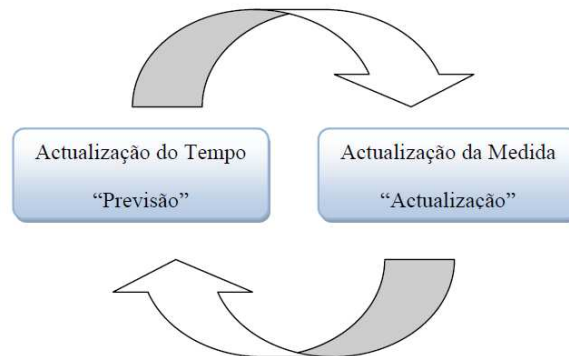 Actualização do Tempo
“Previsão”
Actualização da Medida
“Actualização”